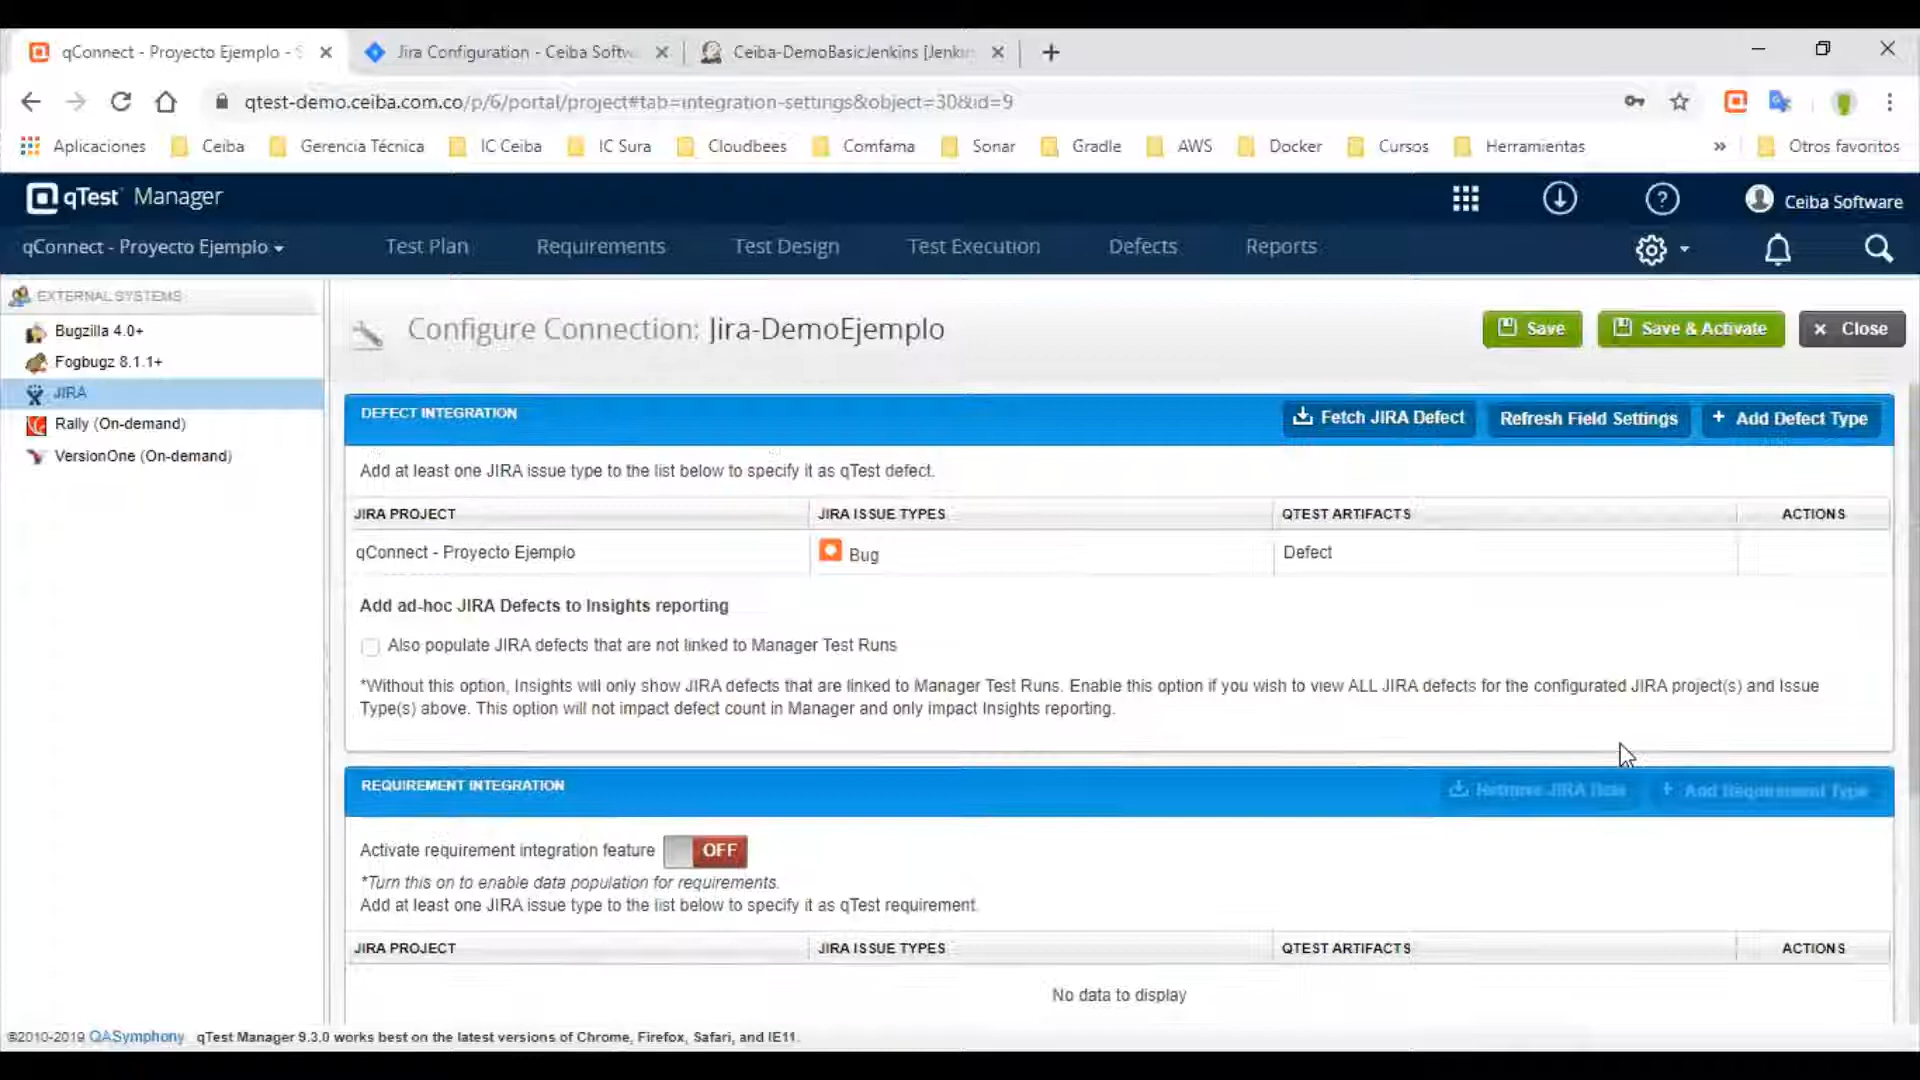 qConnect - Proyecto Ejemplo - S
Jira Configuration - Ceiba Softw
Ceiba-DemoBasicJenkins [Jenkin
qtest-demo.ceiba.com.co/p/6/portal/project#tab=integration-settings&object=30&id=9
Aplicaciones Ceiba Gerencia Técnica IC Ceiba IC Sura Cloudbees Comfama Sonar Gradle AWS Docker Cursos Herramientas » Otros favoritos
qTest Manager
Ceiba Software
qConnect - Proyecto Ejemplo Test Plan Requirements Test Design Test Execution Defects Reports
EXTERNAL SYSTEMS
Bugzilla 4.0+
Fogbugz 8.1.1+
JIRA
Rally (On-demand)
VersionOne (On-demand)
Configure Connection: Jira-DemoEjemplo
Save
Save & Activate
× Close
DEFECT INTEGRATION
Fetch JIRA Defect
Refresh Field Settings
+ Add Defect Type
Add at least one JIRA issue type to the list below to specify it as qTest defect.
JIRA PROJECT JIRA ISSUE TYPES QTEST ARTIFACTS ACTIONS
qConnect - Proyecto Ejemplo Bug Defect
Add ad-hoc JIRA Defects to Insights reporting
Also populate JIRA defects that are not linked to Manager Test Runs
*Without this option, Insights will only show JIRA defects that are linked to Manager Test Runs. Enable this option if you wish to view ALL JIRA defects for the configurated JIRA project(s) and Issue
Type(s) above. This option will not impact defect count in Manager and only impact Insights reporting.
REQUIREMENT INTEGRATION
Retrieve JIRA Data
+ Add Requirement Type
Activate requirement integration feature OFF
*Turn this on to enable data population for requirements.
Add at least one JIRA issue type to the list below to specify it as qTest requirement.
JIRA PROJECT JIRA ISSUE TYPES QTEST ARTIFACTS ACTIONS
No data to display
©2010-2019 QASymphony qTest Manager 9.3.0 works best on the latest versions of Chrome, Firefox, Safari, and IE11.